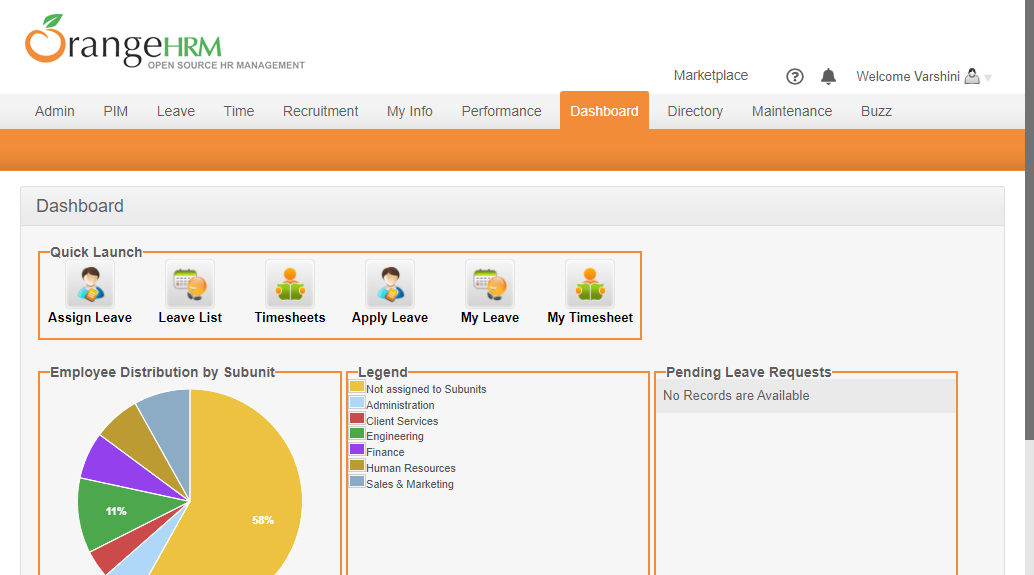 OrangeHRM
OPEN SOURCE HR MANAGEMENT
Marketplace ? Welcome Varshini
Admin PIM Leave Time Recruitment My Info Performance Dashboard Directory Maintenance Buzz
Dashboard
Quick Launch
Assign Leave Leave List Timesheets Apply Leave My Leave My Timesheet
Employee Distribution by Subunit
11%
58%
Legend
Not assigned to Subunits
Administration
Client Services
Engineering
Finance
Human Resources
Sales & Marketing
Pending Leave Requests
No Records are Available